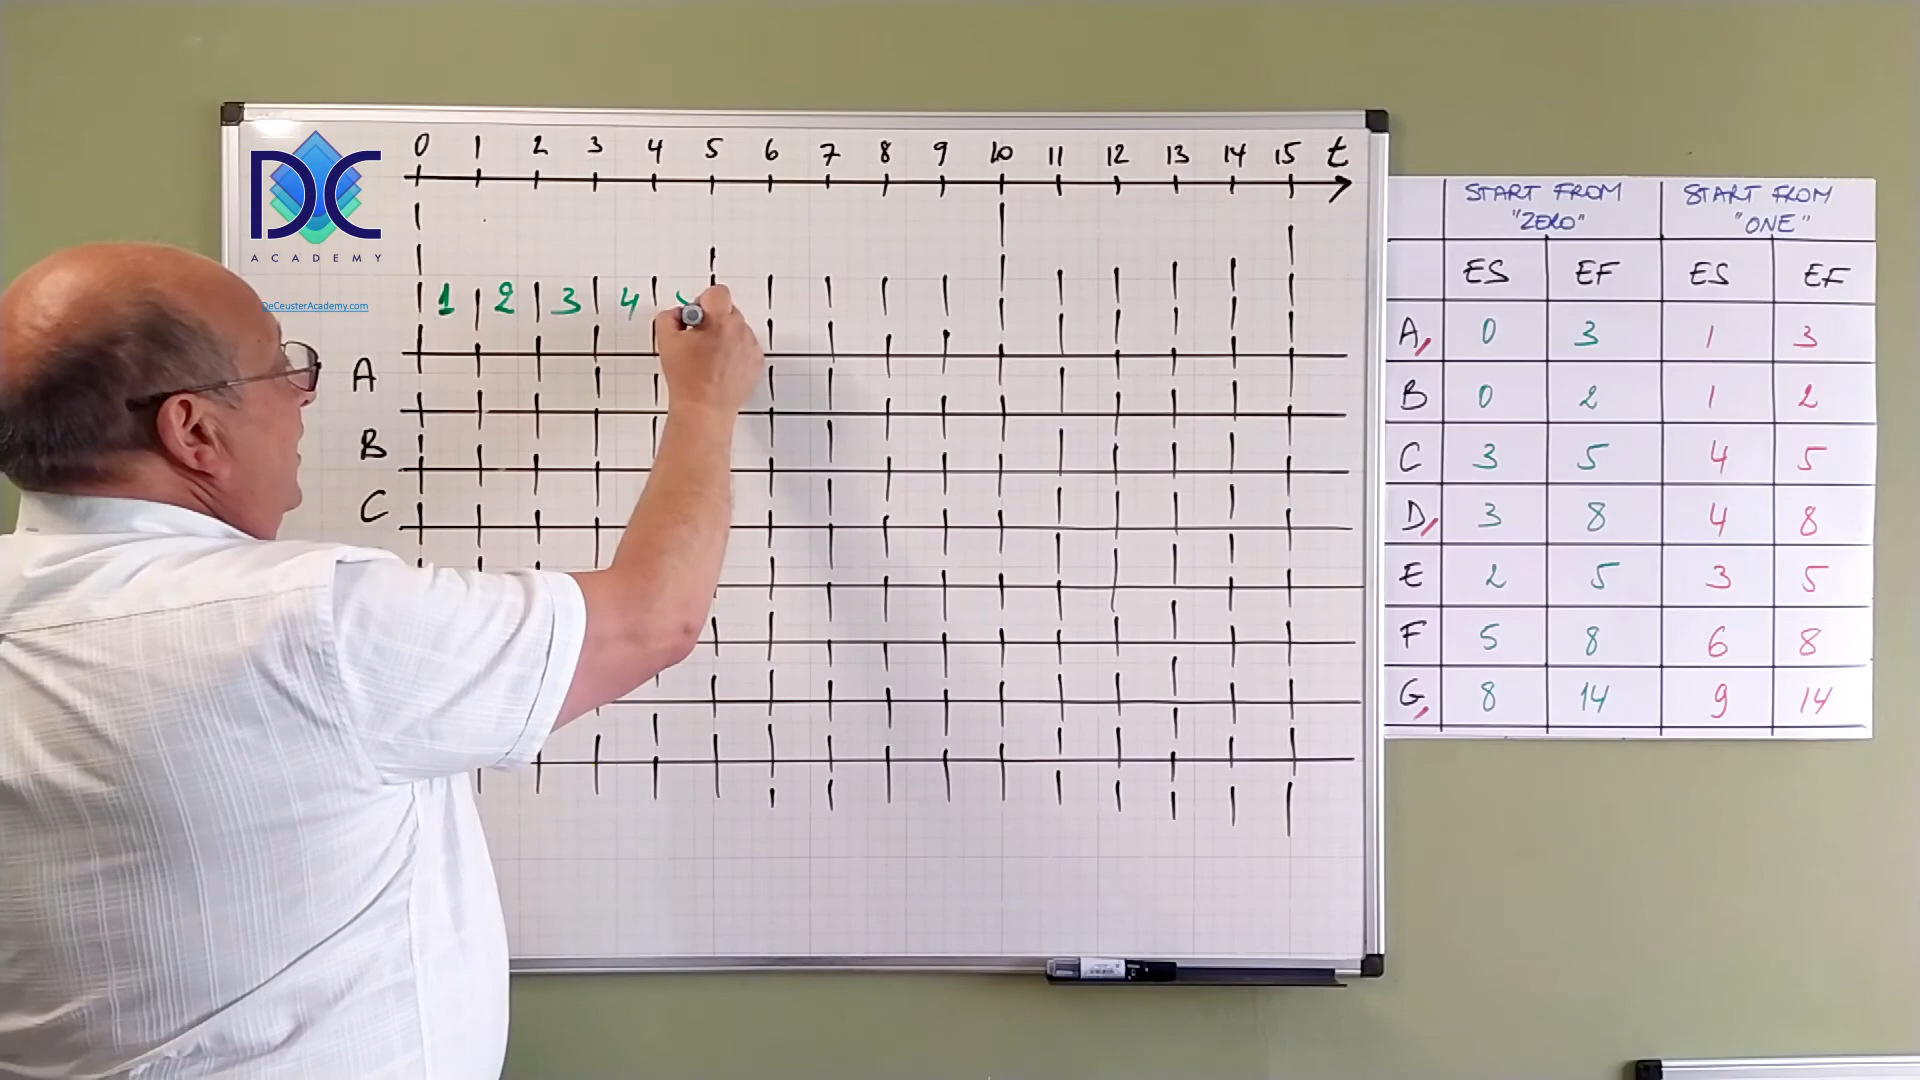 0 1 2 3 4 5 6 7 8 9 10 11 12 13 14 15 t
DC
ACADEMY
DeCeusterAcademy.com
1 2 3 4
A
B
C
START FROM "ZERO" START FROM "ONE"
ES EF ES EF
A, 0 3 1 3
B 0 2 1 2
C 3 5 4 5
D, 3 8 4 8
E 2 5 3 5
F 5 8 6 8
G, 8 14 9 14